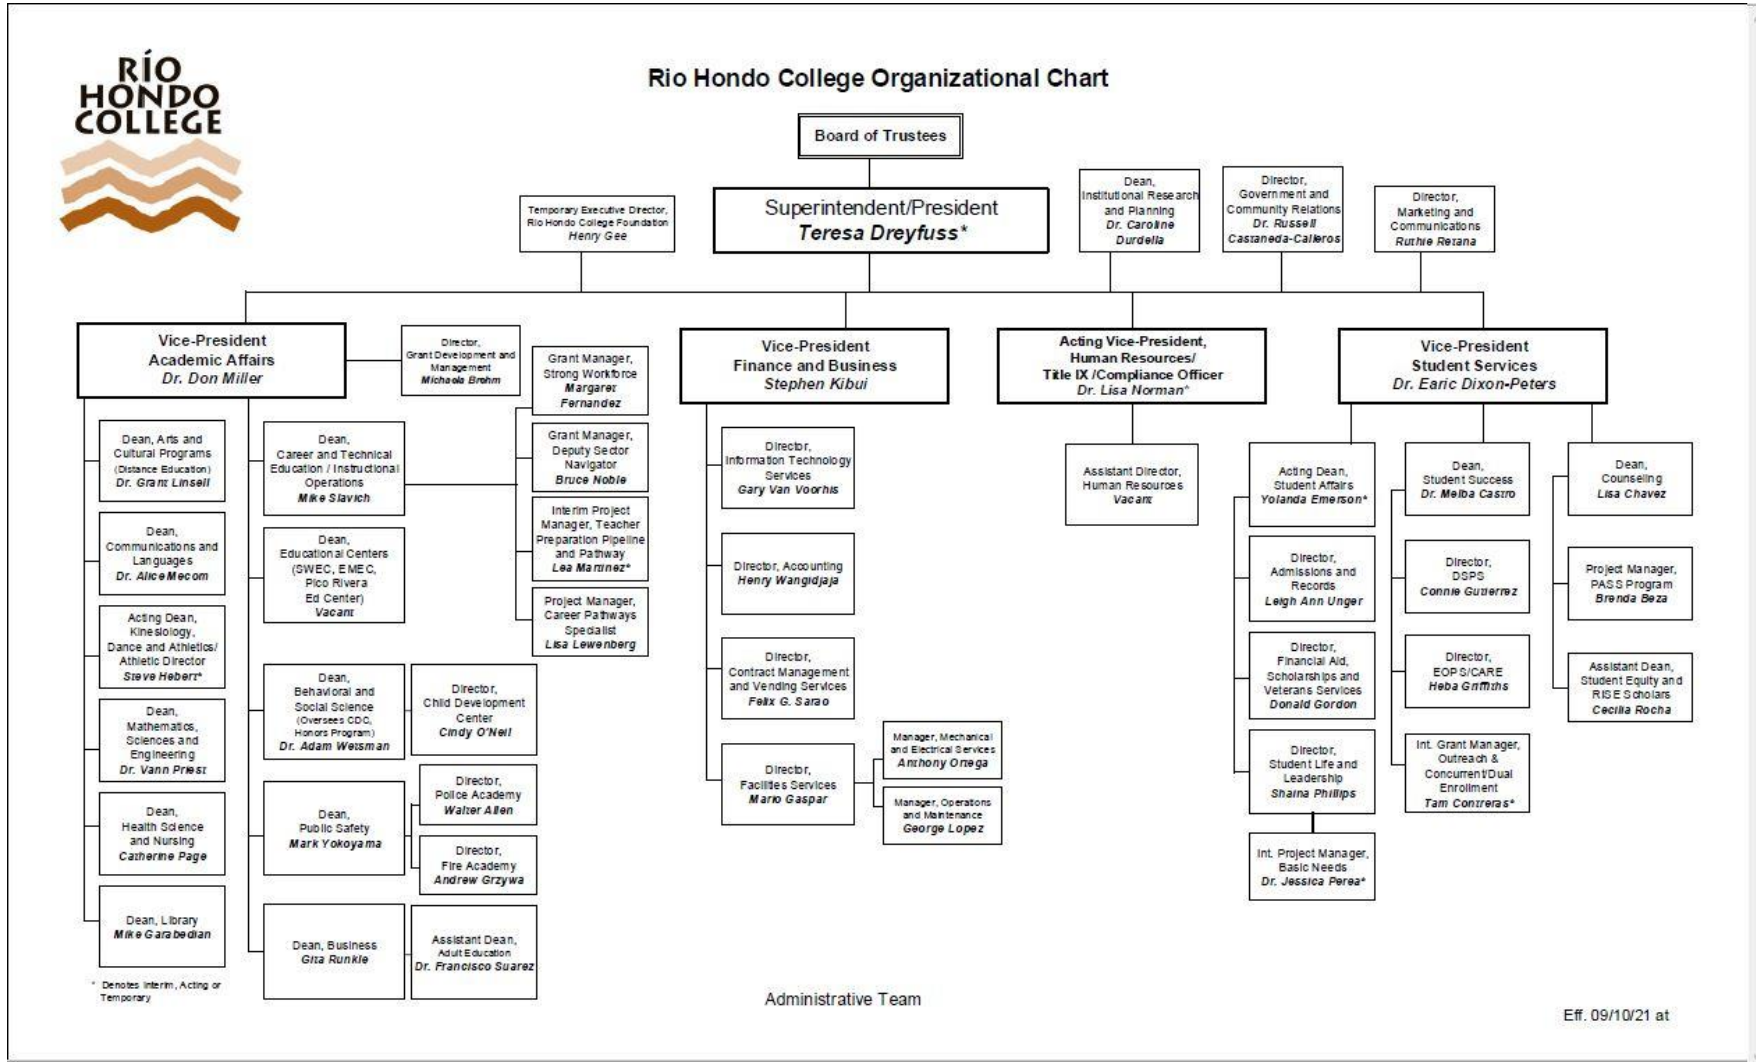 RÍO
HONDO
COLLEGE
Rio Hondo College Organizational Chart
Board of Trustees
Superintendent/President
Teresa Dreyfuss*
Temporary Executive Director,
Rio Hondo College Foundation
Henry Gee
Dean,
Institutional Research
and Planning
Dr. Caroline
Durdella
Director,
Government and
Community Relations
Dr. Russell
Castaneda-Calleros
Director,
Marketing and
Communications
Ruthie Retana
Vice-President
Academic Affairs
Dr. Don Miller
Director,
Grant Development and
Management
Michaela Brehm
Vice-President
Finance and Business
Stephen Kibui
Acting Vice-President,
Human Resources/
Title IX /Compliance Officer
Dr. Lisa Norman*
Vice-President
Student Services
Dr. Earic Dixon-Peters
Dean, Arts and
Cultural Programs
(Distance Education)
Dr. Grant Linsell
Dean,
Communications and
Languages
Dr. Alice Mecom
Acting Dean,
Kinesiology,
Dance and Athletics/
Athletic Director
Steve Hebert*
Dean,
Mathematics,
Sciences and
Engineering
Dr. Vann Priest
Dean,
Health Science
and Nursing
Catherine Page
Dean, Library
Mike Garabedian
Dean,
Career and Technical
Education / Instructional
Operations
Mike Slavich
Grant Manager,
Strong Workforce
Margaret
Fernandez
Grant Manager,
Deputy Sector
Navigator
Bruce Noble
Interim Project
Manager, Teacher
Preparation Pipeline
and Pathway
Lea Martinez*
Project Manager,
Career Pathways
Specialist
Lisa Lewenberg
Dean,
Educational Centers
(SWEC, EMEC,
Pico Rivera
Ed Center)
Vacant
Dean,
Behavioral and
Social Science
(Oversees CDC,
Honors Program)
Dr. Adam Wetsman
Director,
Child Development
Center
Cindy O'Neil
Dean,
Public Safety
Mark Yokoyama
Director,
Police Academy
Walter Allen
Director,
Fire Academy
Andrew Grzywa
Dean, Business
Gita Runkle
Assistant Dean,
Adult Education
Dr. Francisco Suarez
Director,
Information Technology
Services
Gary Van Voorhis
Director, Accounting
Henry Wangidjaja
Director,
Contract Management
and Vending Services
Felix G. Sarao
Director,
Facilities Services
Mario Gaspar
Manager, Mechanical
and Electrical Services
Anthony Ortega
Manager, Operations
and Maintenance
George Lopez
Assistant Director,
Human Resources
Vacant
Acting Dean,
Student Affairs
Yolanda Emerson*
Director,
Admissions and
Records
Leigh Ann Unger
Director,
Financial Aid,
Scholarships and
Veterans Services
Donald Gordon
Director,
Student Life and
Leadership
Shaina Phillips
Int. Project Manager,
Basic Needs
Dr. Jessica Perea*
Dean,
Student Success
Dr. Melba Castro
Director,
DSPS
Connie Gutierrez
Director,
EOPS/CARE
Heba Griffiths
Int. Grant Manager,
Outreach &
Concurrent/Dual
Enrollment
Tam Contreras*
Dean,
Counseling
Lisa Chavez
Project Manager,
PASS Program
Brenda Beza
Assistant Dean,
Student Equity and
RISE Scholars
Cecilia Rocha
* Denotes Interim, Acting or
Temporary
Administrative Team
Eff. 09/10/21 at